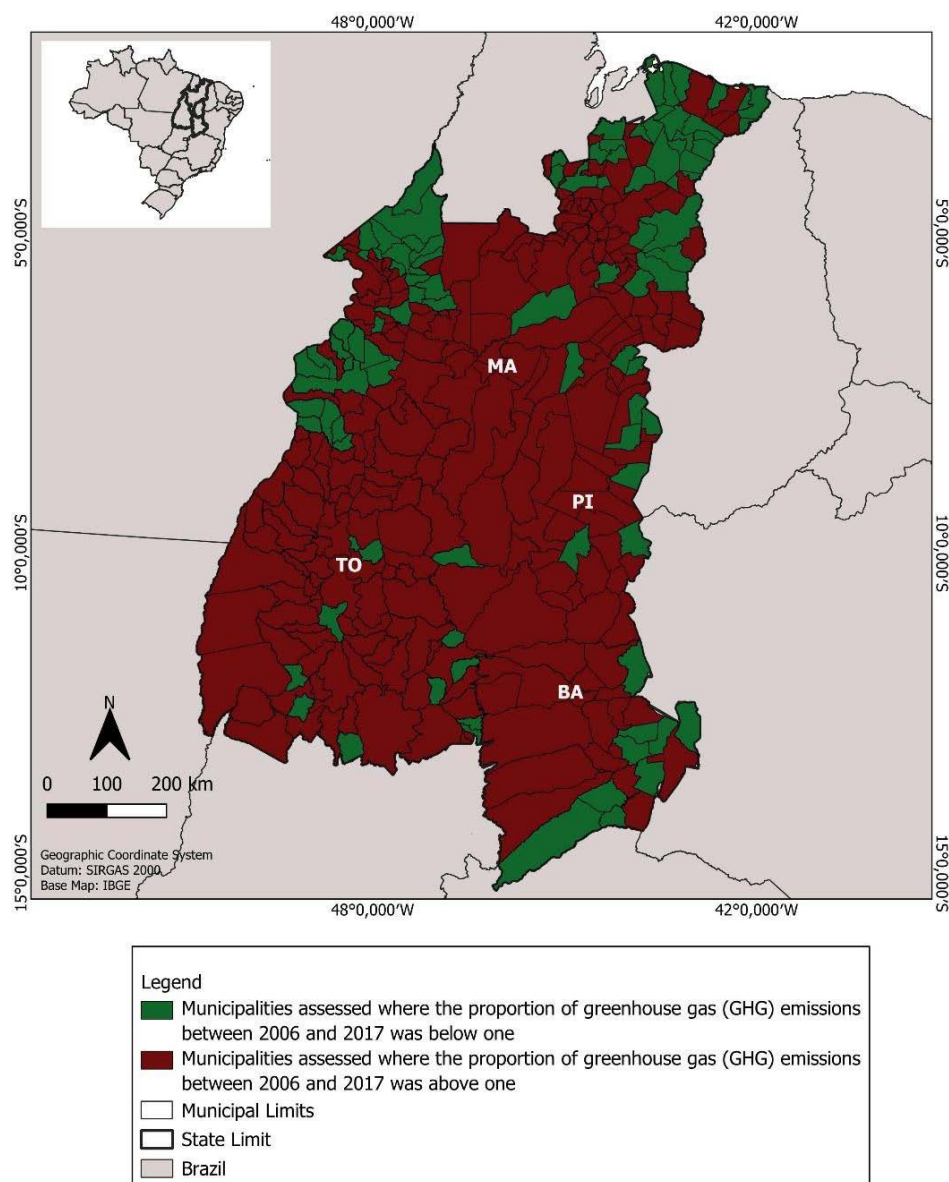 48°0,000'W 42°0,000'W
5°0,000'S 5°0,000'S
MA
PI
10°0,000'S 10°0,000'S
TO
BA
N
0 100 200 km
Geographic Coordinate System
Datum: SIRGAS 2000
Base Map: IBGE
15°0,000'S 15°0,000'S
48°0,000'W 42°0,000'W
Legend
Municipalities assessed where the proportion of greenhouse gas (GHG) emissions
between 2006 and 2017 was below one
Municipalities assessed where the proportion of greenhouse gas (GHG) emissions
between 2006 and 2017 was above one
Municipal Limits
State Limit
Brazil